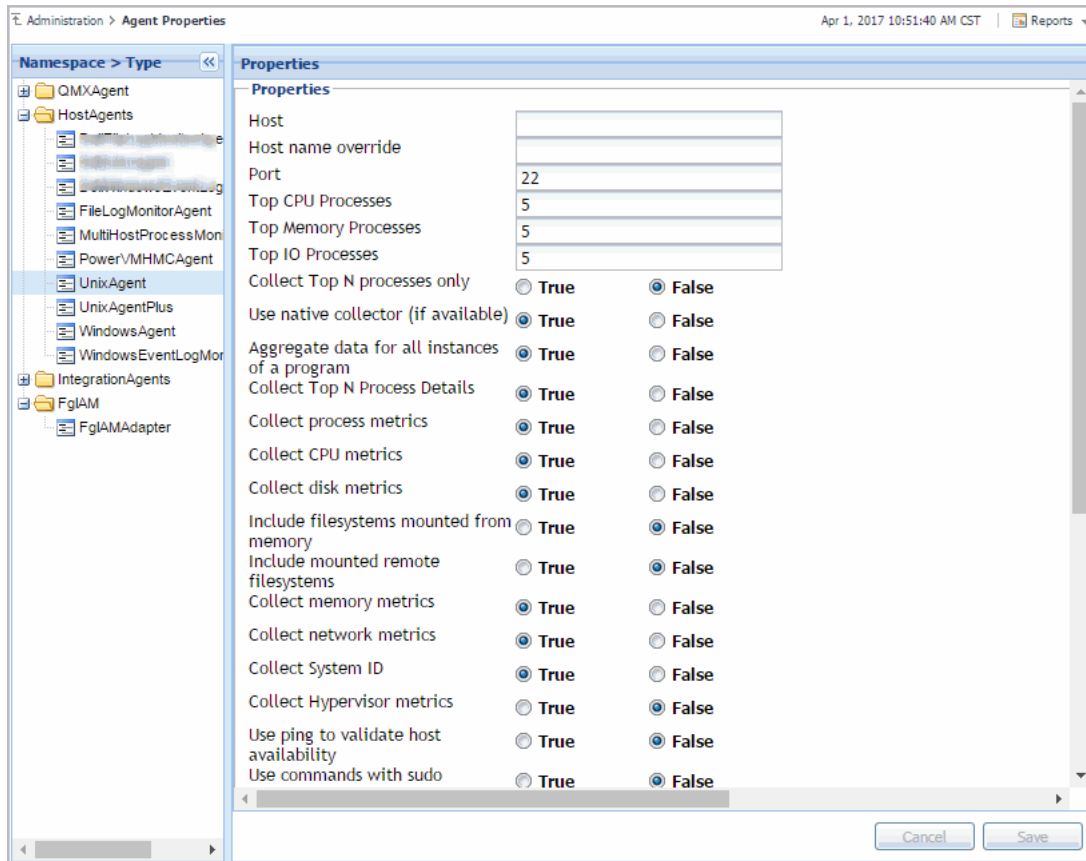 Administration > Agent Properties
Apr 1, 2017 10:51:40 AM CST | Reports
Namespace > Type
QMXAgent
HostAgents
FileLogMonitorAgent
MultiHostProcessMoni
PowerVMHMCAgent
UnixAgent
UnixAgentPlus
WindowsAgent
WindowsEventLogMor
IntegrationAgents
FglAM
FglAMAdapter
Properties
Properties
Host
Host name override
Port 22
Top CPU Processes 5
Top Memory Processes 5
Top IO Processes 5
Collect Top N processes only True False
Use native collector (if available) True False
Aggregate data for all instances
of a program True False
Collect Top N Process Details True False
Collect process metrics True False
Collect CPU metrics True False
Collect disk metrics True False
Include filesystems mounted from
memory True False
Include mounted remote
filesystems True False
Collect memory metrics True False
Collect network metrics True False
Collect System ID True False
Collect Hypervisor metrics True False
Use ping to validate host
availability True False
Use commands with sudo True False
Cancel Save